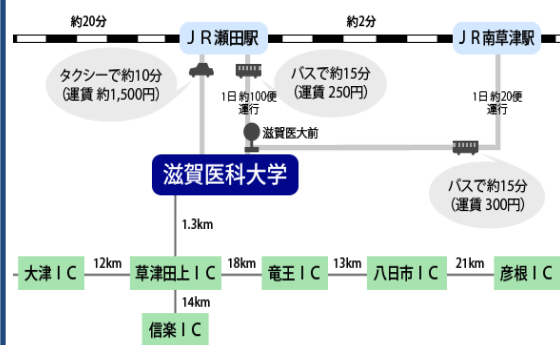 約20分
JR瀬田駅
約2分
JR南草津駅
タクシーで約10分
(運賃 約1,500円)
バスで約15分
(運賃 250円)
1日 約100便
運行
1日 約20便
運行
滋賀医大前
滋賀医科大学
バスで約15分
(運賃 300円)
1.3km
大津IC
12km
草津田上IC
18km
竜王IC
13km
八日市IC
21km
彦根IC
14km
信楽IC